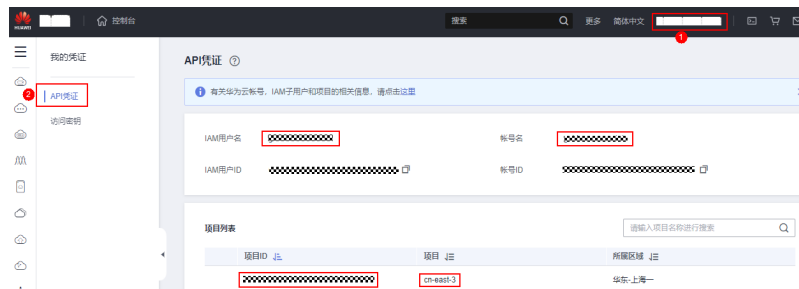 HUAWEI
控制台
搜索
更多
简体中文
1
我的凭证
2
API凭证
访问密钥
API凭证
有关华为云帐号，IAM子用户和项目的相关信息，请点击这里
IAM用户名
帐号名
IAM用户ID
帐号ID
项目列表
请输入项目名称进行搜索
项目ID
项目
所属区域
cn-east-3
华东-上海一